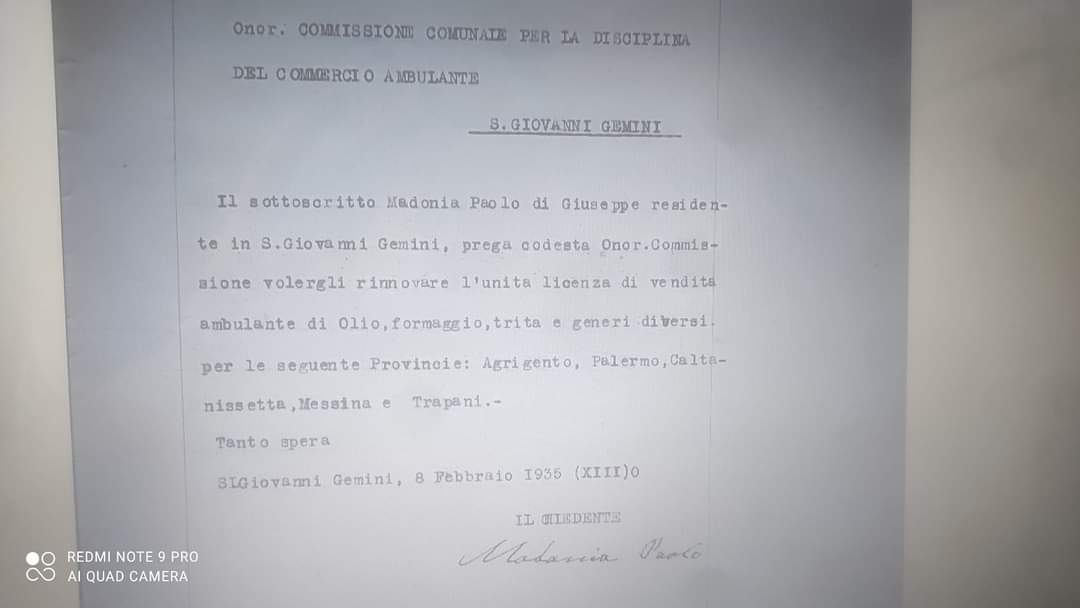 Onor. COMMISSIONE COMUNALE PER LA DISCIPLINA
DEL COMMERCIO AMBULANTE
S.GIOVANNI GEMINI
Il sottoscritto Madonia Paolo di Giuseppe residen-
te in S.Giovanni Gemini, prega codesta Onor.Commis-
sione volergli rinnovare l'unita licenza di vendita
ambulante di Olio,formaggio,trita e generi diversi.
per le seguente Provincie: Agrigento, Palermo,Calta-
nissetta,Messina e Trapani.-
Tanto spera
SLGiovanni Gemini, 8 Febbraio I935 (XIII)O
IL CHIEDENTE
Madonia Paolo
REDMI NOTE 9 PRO
AI QUAD CAMERA